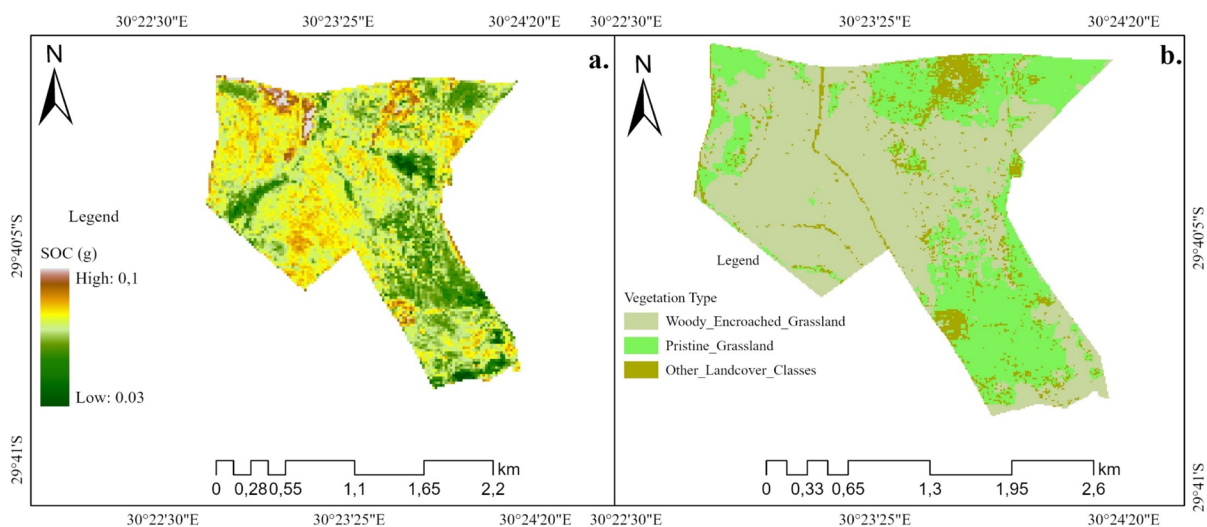 30°22'30"E 30°23'25"E 30°24'20"E 30°22'30"E 30°23'25"E 30°24'20"E
a.
b.
N
N
29°40'5"S
29°40'5"S
Legend
SOC (g)
High: 0,1
Low: 0.03
Legend
Vegetation Type
Woody_Encroached_Grassland
Pristine_Grassland
Other_Landcover_Classes
29°41'S
29°41'S
km
0 0,28 0,55 1,1 1,65 2,2
km
0 0,33 0,65 1,3 1,95 2,6
30°22'30"E 30°23'25"E 30°24'20"E 30°22'30"E 30°23'25"E 30°24'20"E